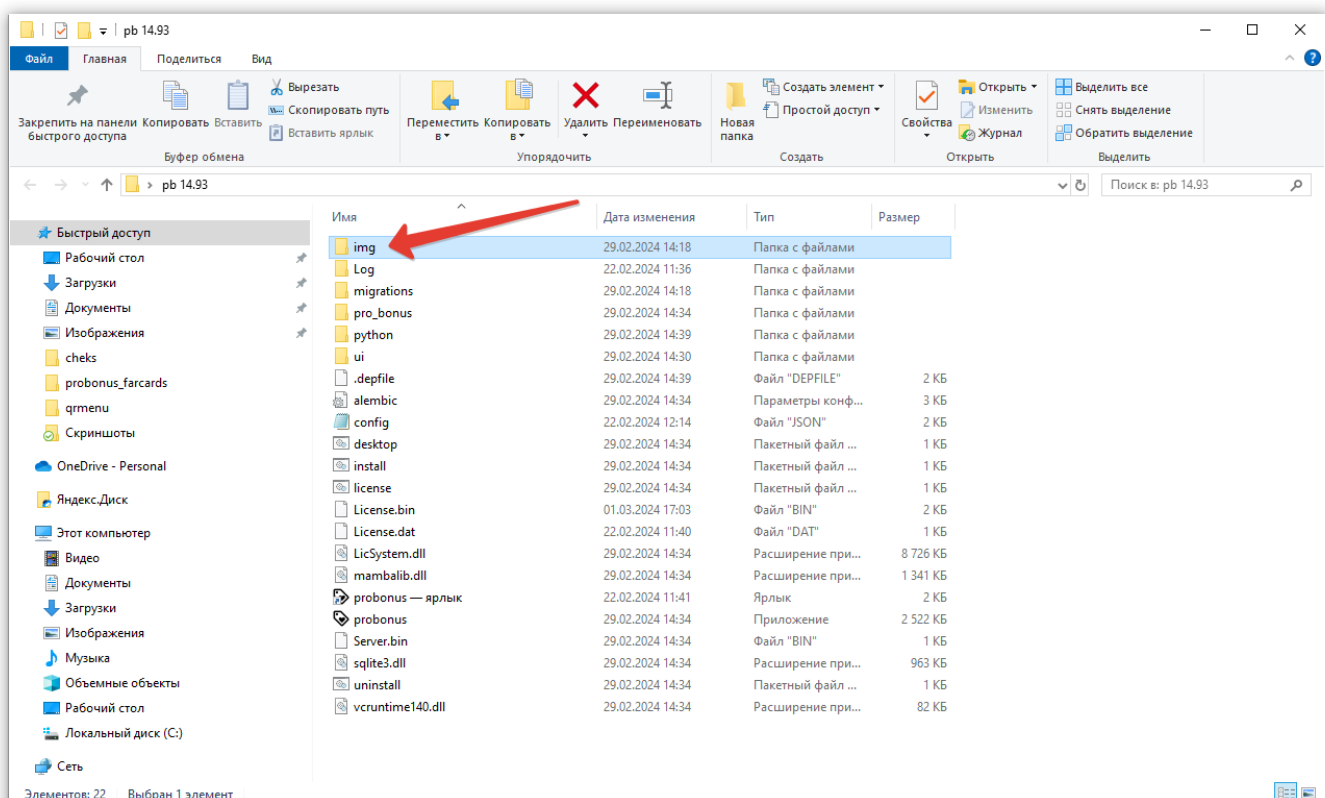 pb 14.93
Файл Главная Поделиться Вид
Закрепить на панели быстрого доступа
Копировать
Вставить
Вырезать
Скопировать путь
Вставить ярлык
Буфер обмена
Переместить в
Копировать в
Удалить
Переименовать
Упорядочить
Новая папка
Создать элемент
Простой доступ
Создать
Свойства
Открыть
Изменить
Журнал
Открыть
Выделить все
Снять выделение
Обратить выделение
Выделить
pb 14.93
Поиск в: pb 14.93
Быстрый доступ
Рабочий стол
Загрузки
Документы
Изображения
cheks
probonus_farcards
qrmenu
Скриншоты
OneDrive - Personal
Яндекс.Диск
Этот компьютер
Видео
Документы
Загрузки
Изображения
Музыка
Объемные объекты
Рабочий стол
Локальный диск (C:)
Сеть
Имя Дата изменения Тип Размер
img 29.02.2024 14:18 Папка с файлами
Log 22.02.2024 11:36 Папка с файлами
migrations 29.02.2024 14:18 Папка с файлами
pro_bonus 29.02.2024 14:34 Папка с файлами
python 29.02.2024 14:39 Папка с файлами
ui 29.02.2024 14:30 Папка с файлами
.depfile 29.02.2024 14:39 Файл "DEPFILE" 2 КБ
alembic 29.02.2024 14:34 Параметры конф... 3 КБ
config 22.02.2024 12:14 Файл "JSON" 2 КБ
desktop 29.02.2024 14:34 Пакетный файл ... 1 КБ
install 29.02.2024 14:34 Пакетный файл ... 1 КБ
license 29.02.2024 14:34 Пакетный файл ... 1 КБ
License.bin 01.03.2024 17:03 Файл "BIN" 2 КБ
License.dat 22.02.2024 11:40 Файл "DAT" 1 КБ
LicSystem.dll 29.02.2024 14:34 Расширение при... 8 726 КБ
mambalib.dll 29.02.2024 14:34 Расширение при... 1 341 КБ
probonus — ярлык 22.02.2024 11:41 Ярлык 2 КБ
probonus 29.02.2024 14:34 Приложение 2 522 КБ
Server.bin 29.02.2024 14:34 Файл "BIN" 1 КБ
sqlite3.dll 29.02.2024 14:34 Расширение при... 963 КБ
uninstall 29.02.2024 14:34 Пакетный файл ... 1 КБ
vcruntime140.dll 29.02.2024 14:34 Расширение при... 82 КБ
Элементов: 22 Выбран 1 элемент